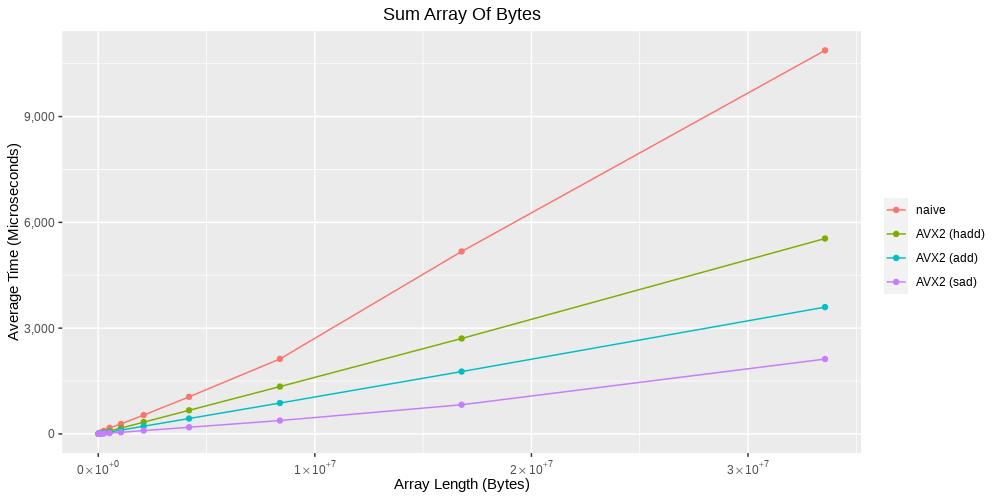 Sum Array Of Bytes
Average Time (Microseconds)
9,000
6,000
3,000
0
0×10⁺⁰
1×10⁺⁷
2×10⁺⁷
3×10⁺⁷
Array Length (Bytes)
naive
AVX2 (hadd)
AVX2 (add)
AVX2 (sad)